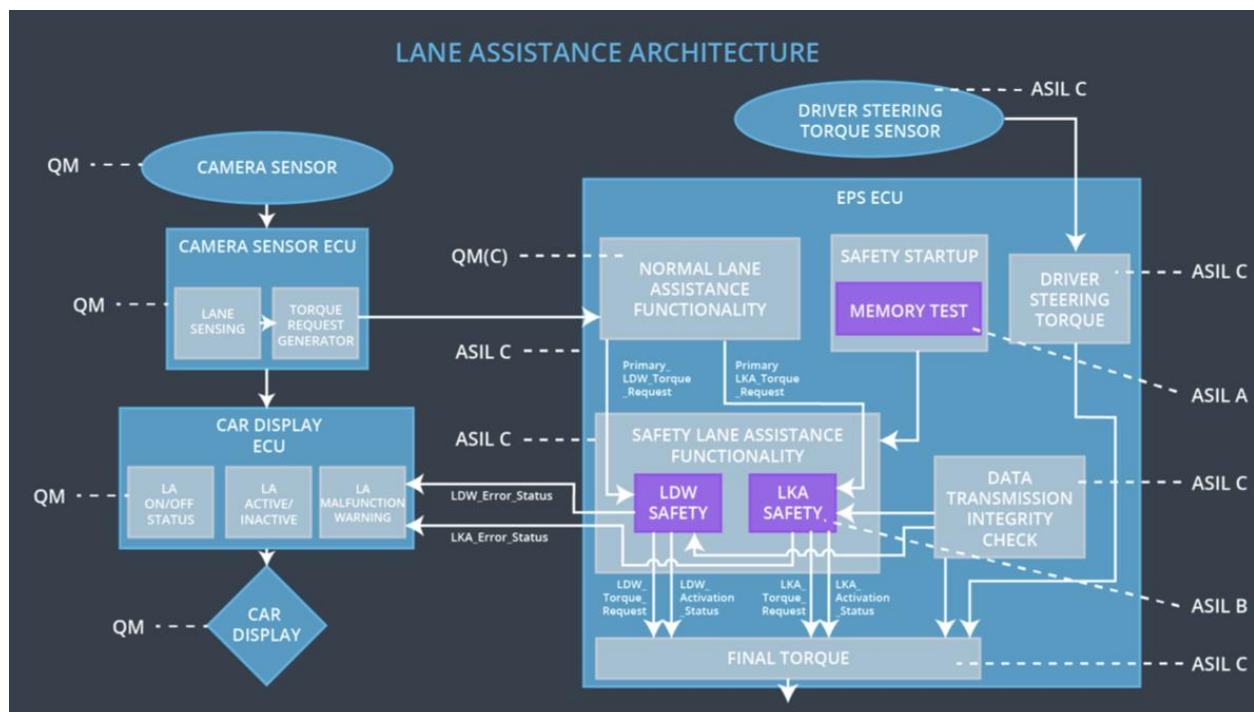 LANE ASSISTANCE ARCHITECTURE
ASIL C
DRIVER STEERING
TORQUE SENSOR
QM
CAMERA SENSOR
EPS ECU
CAMERA SENSOR ECU
QM(C)
NORMAL LANE
ASSISTANCE
FUNCTIONALITY
SAFETY STARTUP
MEMORY TEST
DRIVER
STEERING
TORQUE
ASIL C
QM
LANE
SENSING
TORQUE
REQUEST
GENERATOR
ASIL C
Primary_
LDW_Torque
_Request
Primary
LKA_Torque
_Request
ASIL A
CAR DISPLAY
ECU
ASIL C
SAFETY LANE ASSISTANCE
FUNCTIONALITY
QM
LA
ON/OFF
STATUS
LA
ACTIVE/
INACTIVE
LA
MALFUNCTION
WARNING
LDW_Error_Status
LKA_Error_Status
LDW
SAFETY
LKA
SAFETY
DATA
TRANSMISSION
INTEGRITY
CHECK
ASIL C
LDW_
Torque_
Request
LDW_
Activation
_Status
LKA_
Torque_
Request
LKA_
Activation
_Status
ASIL B
QM
CAR
DISPLAY
FINAL TORQUE
ASIL C